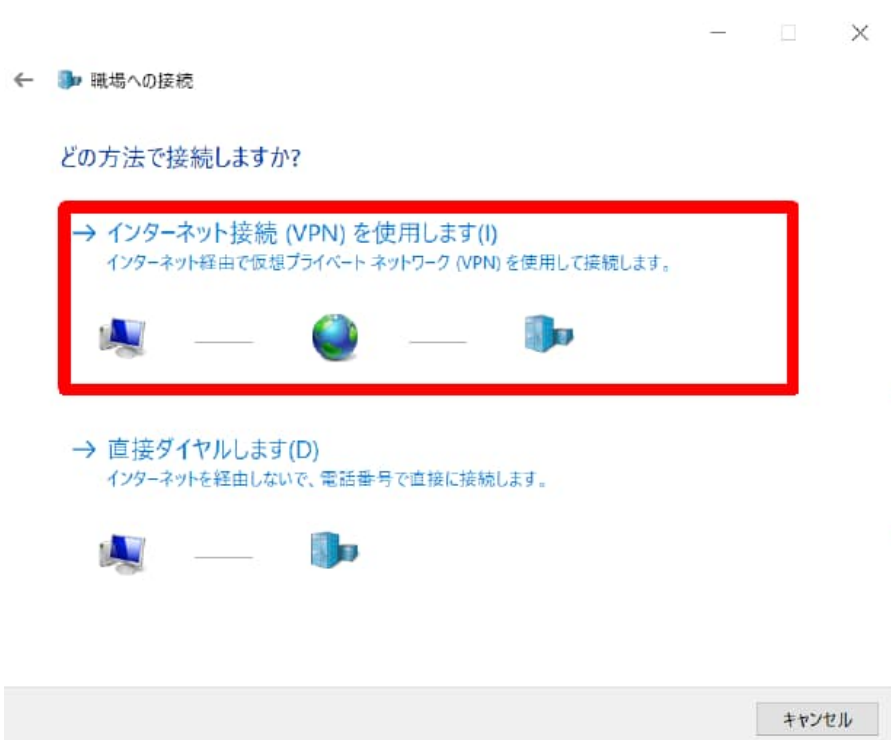 職場への接続
どの方法で接続しますか?
→ インターネット接続 (VPN) を使用します(I)
インターネット経由で仮想プライベート ネットワーク (VPN) を使用して接続します。
→ 直接ダイヤルします(D)
インターネットを経由しないで、電話番号で直接に接続します。
キャンセル